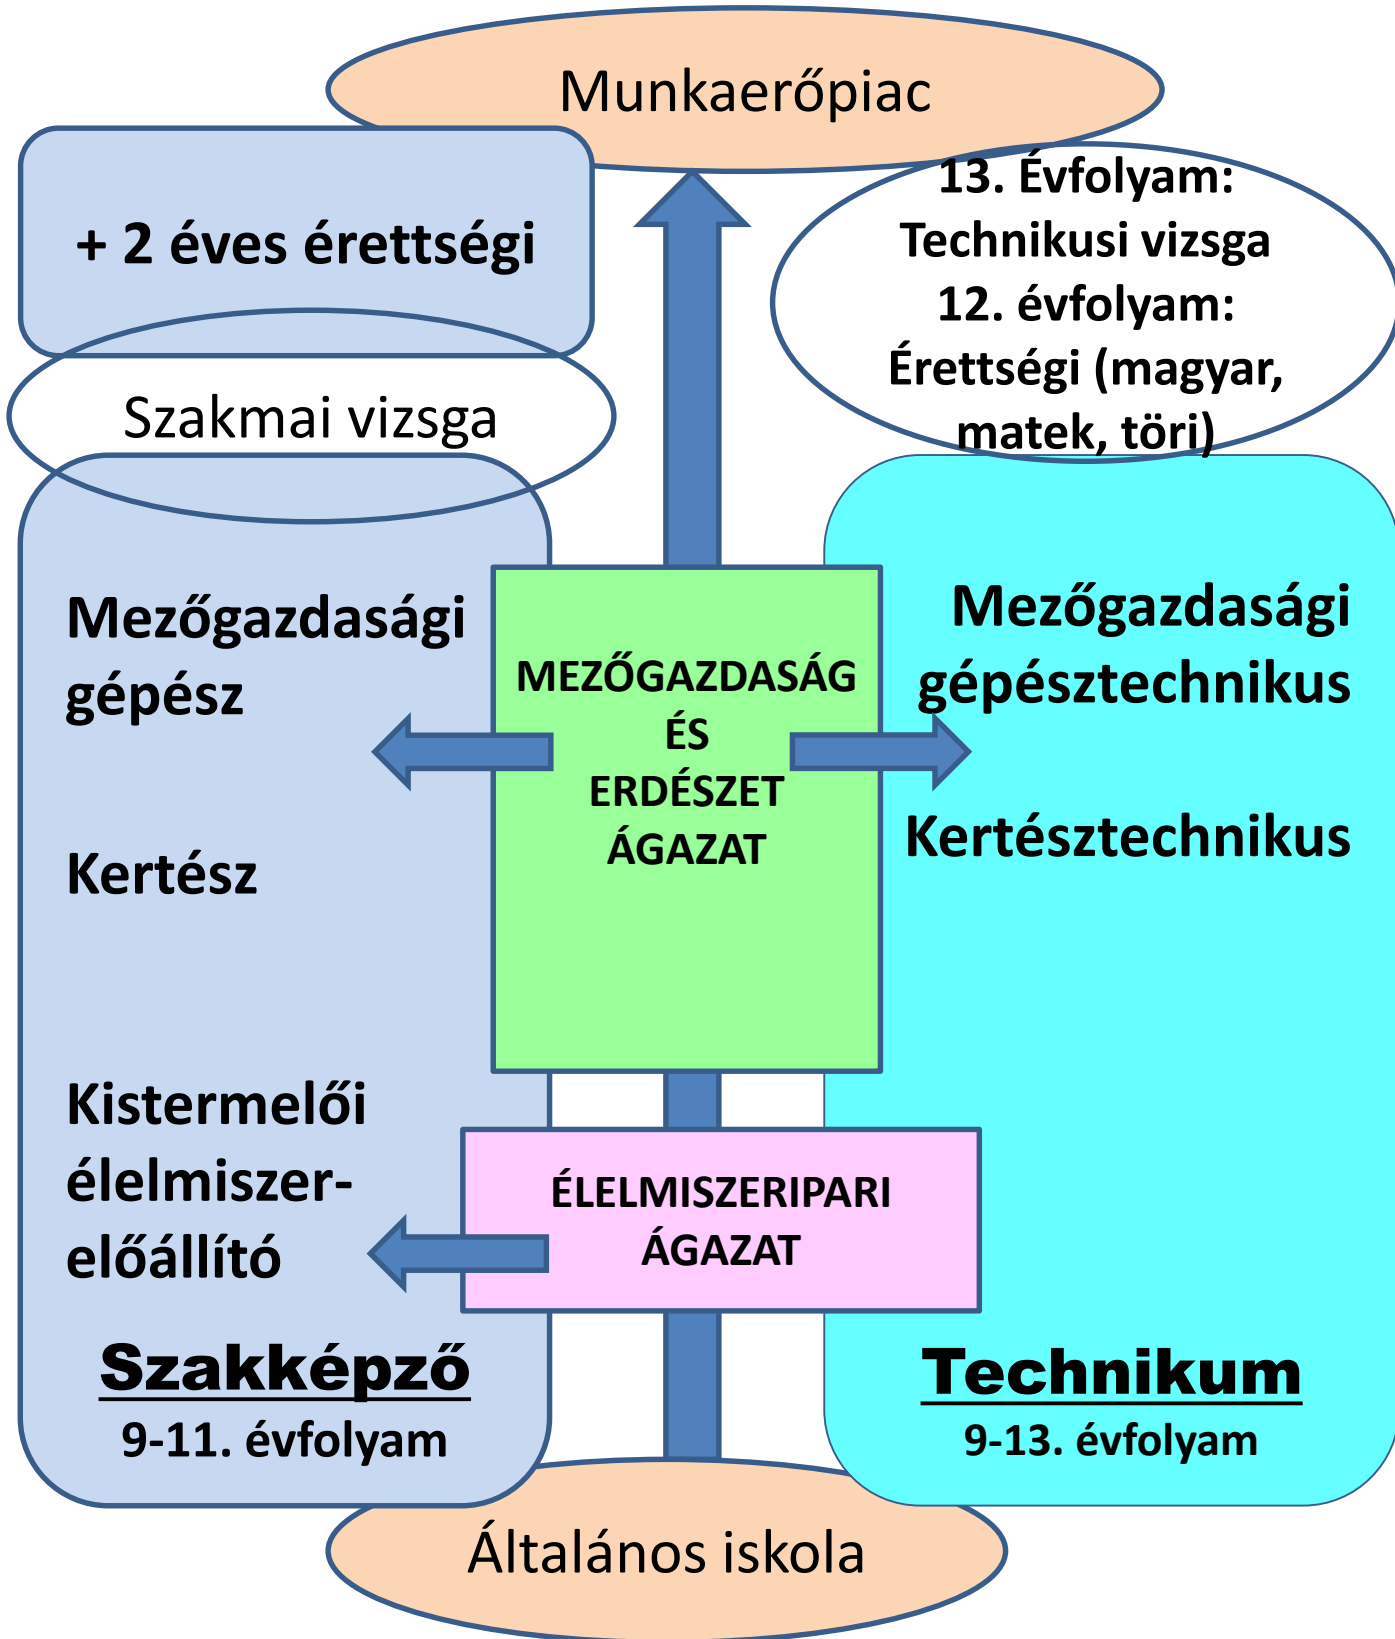 Munkaerőpiac
+ 2 éves érettségi
Szakmai vizsga
13. Évfolyam:
Technikusi vizsga
12. évfolyam:
Érettségi (magyar,
matek, töri)
Mezőgazdasági
gépész
Kertész
Kistermelői
élelmiszer-
előállító
Szakképző
9-11. évfolyam
MEZŐGAZDASÁG
ÉS
ERDÉSZET
ÁGAZAT
ÉLELMISZERIPARI
ÁGAZAT
Mezőgazdasági
gépésztechnikus
Kertésztechnikus
Technikum
9-13. évfolyam
Általános iskola